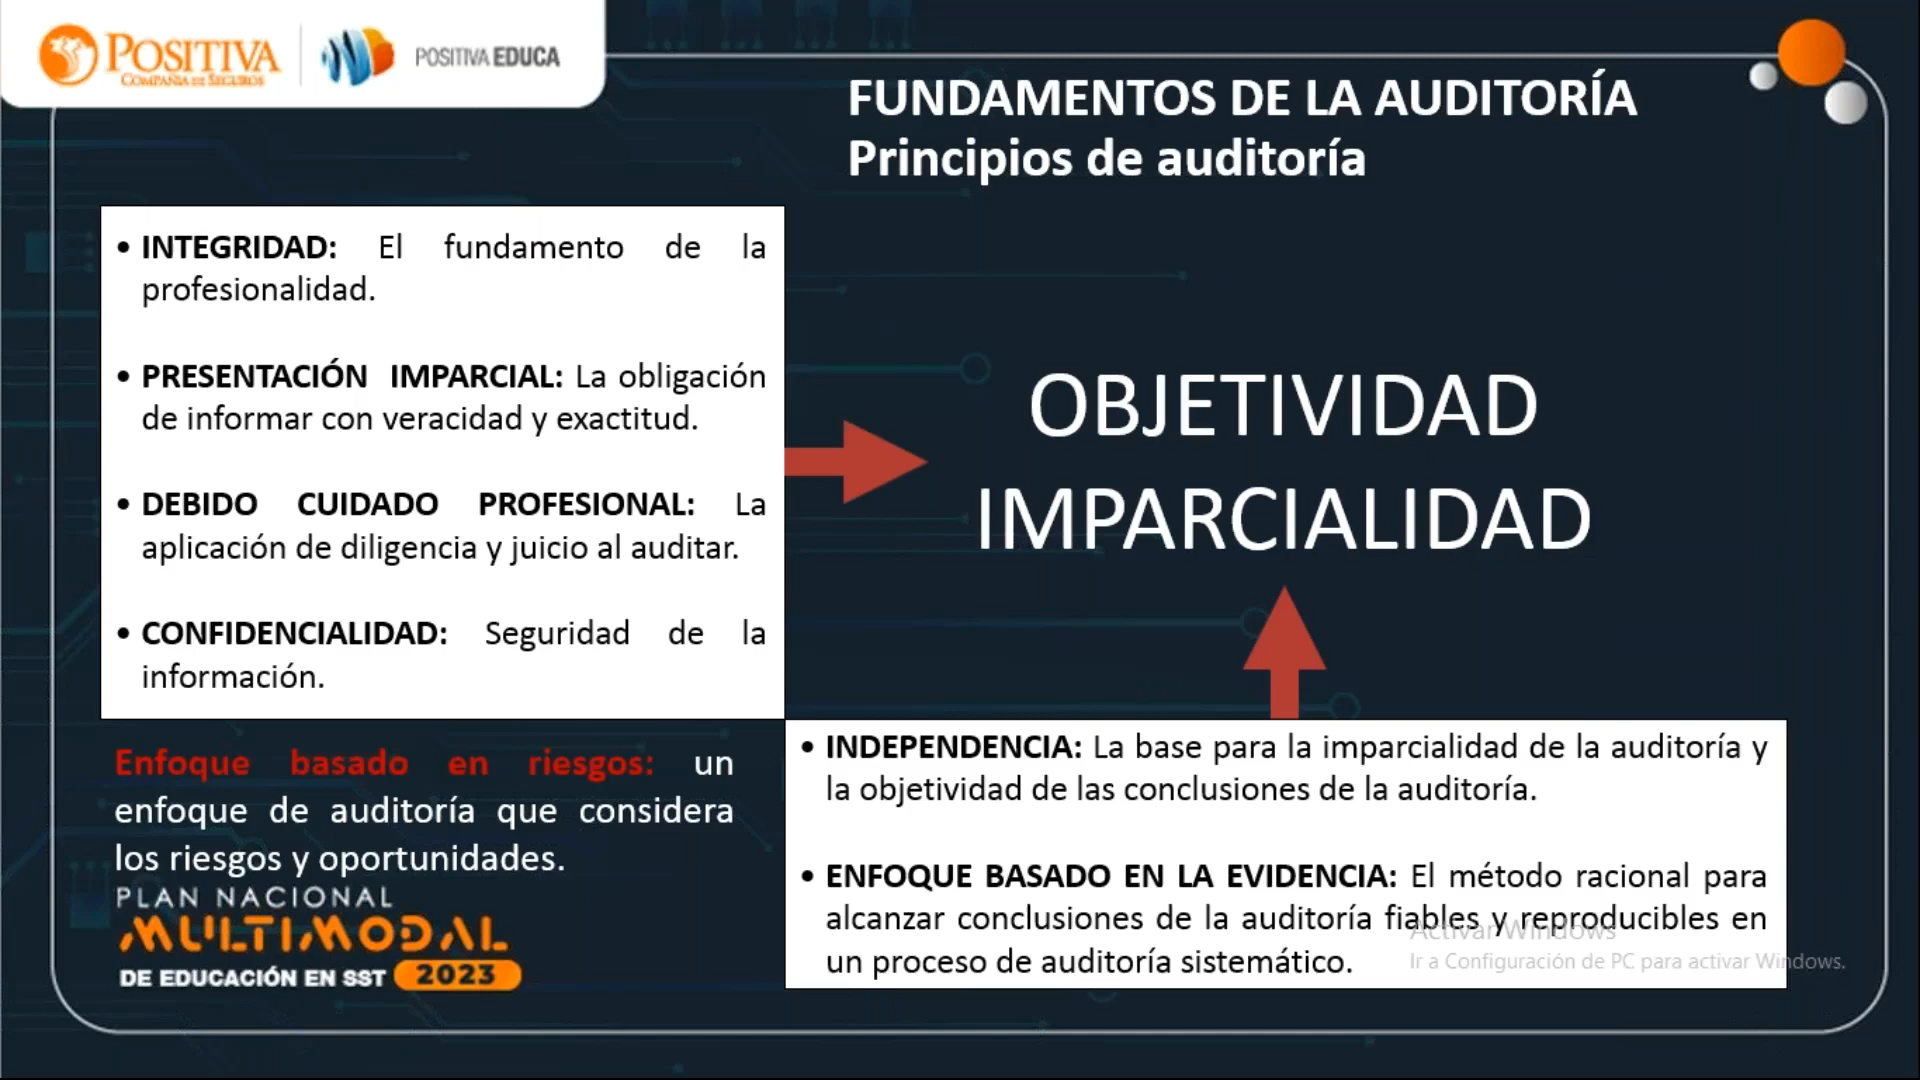 POSITIVA
COMPAÑÍA DE SEGUROS
POSITIVA EDUCA
FUNDAMENTOS DE LA AUDITORÍA
Principios de auditoría
• INTEGRIDAD: El fundamento de la
profesionalidad.
• PRESENTACIÓN IMPARCIAL: La obligación
de informar con veracidad y exactitud.
• DEBIDO CUIDADO PROFESIONAL: La
aplicación de diligencia y juicio al auditar.
• CONFIDENCIALIDAD: Seguridad de la
información.
OBJETIVIDAD
IMPARCIALIDAD
Enfoque basado en riesgos: un
enfoque de auditoría que considera
los riesgos y oportunidades.
• INDEPENDENCIA: La base para la imparcialidad de la auditoría y
la objetividad de las conclusiones de la auditoría.
• ENFOQUE BASADO EN LA EVIDENCIA: El método racional para
alcanzar conclusiones de la auditoría fiables y reproducibles en
un proceso de auditoría sistemático.
PLAN NACIONAL
MULTIMODAL
DE EDUCACIÓN EN SST 2023
Activar Windows
Ir a Configuración de PC para activar Windows.